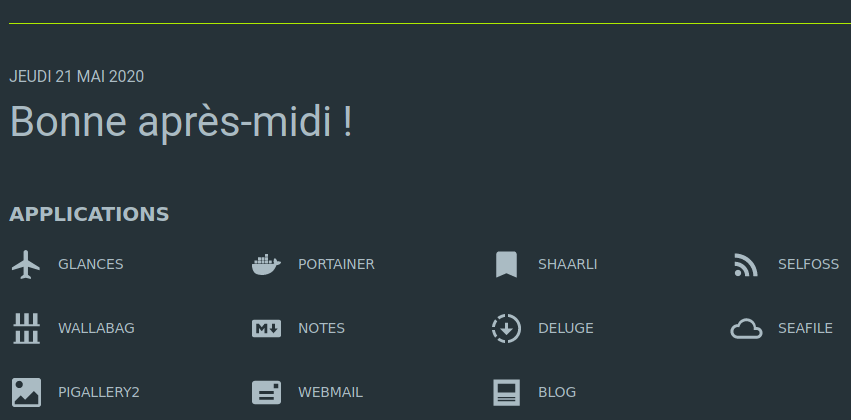 JEUDI 21 MAI 2020
Bonne après-midi !
APPLICATIONS
GLANCES PORTAINER SHAARLI SELFOSS
WALLABAG M NOTES DELUGE SEAFILE
PIGALLERY2 WEBMAIL BLOG